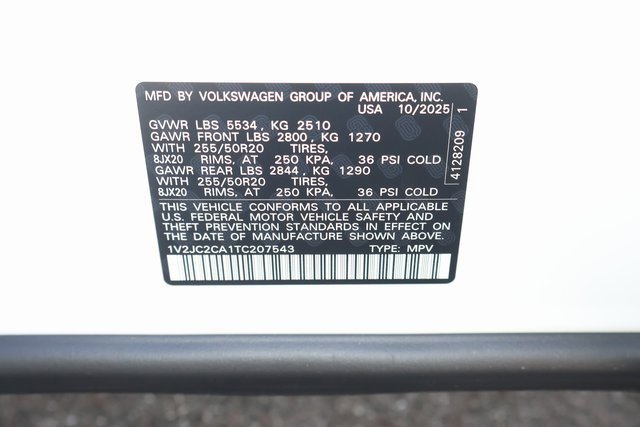 MFD BY VOLKSWAGEN GROUP OF AMERICA, INC.
USA 10/2025
GVWR LBS 5534, KG 2510
GAWR FRONT LBS 2800, KG 1270
WITH 255/50R20 TIRES,
8JX20 RIMS, AT 250 KPA, 36 PSI COLD
GAWR REAR LBS 2844, KG 1290
WITH 255/50R20 TIRES,
8JX20 RIMS, AT 250 KPA, 36 PSI COLD
THIS VEHICLE CONFORMS TO ALL APPLICABLE
U.S. FEDERAL MOTOR VEHICLE SAFETY AND
THEFT PREVENTION STANDARDS IN EFFECT ON
THE DATE OF MANUFACTURE SHOWN ABOVE.
1V2JC2CA1TC207543 TYPE: MPV
4128209 1